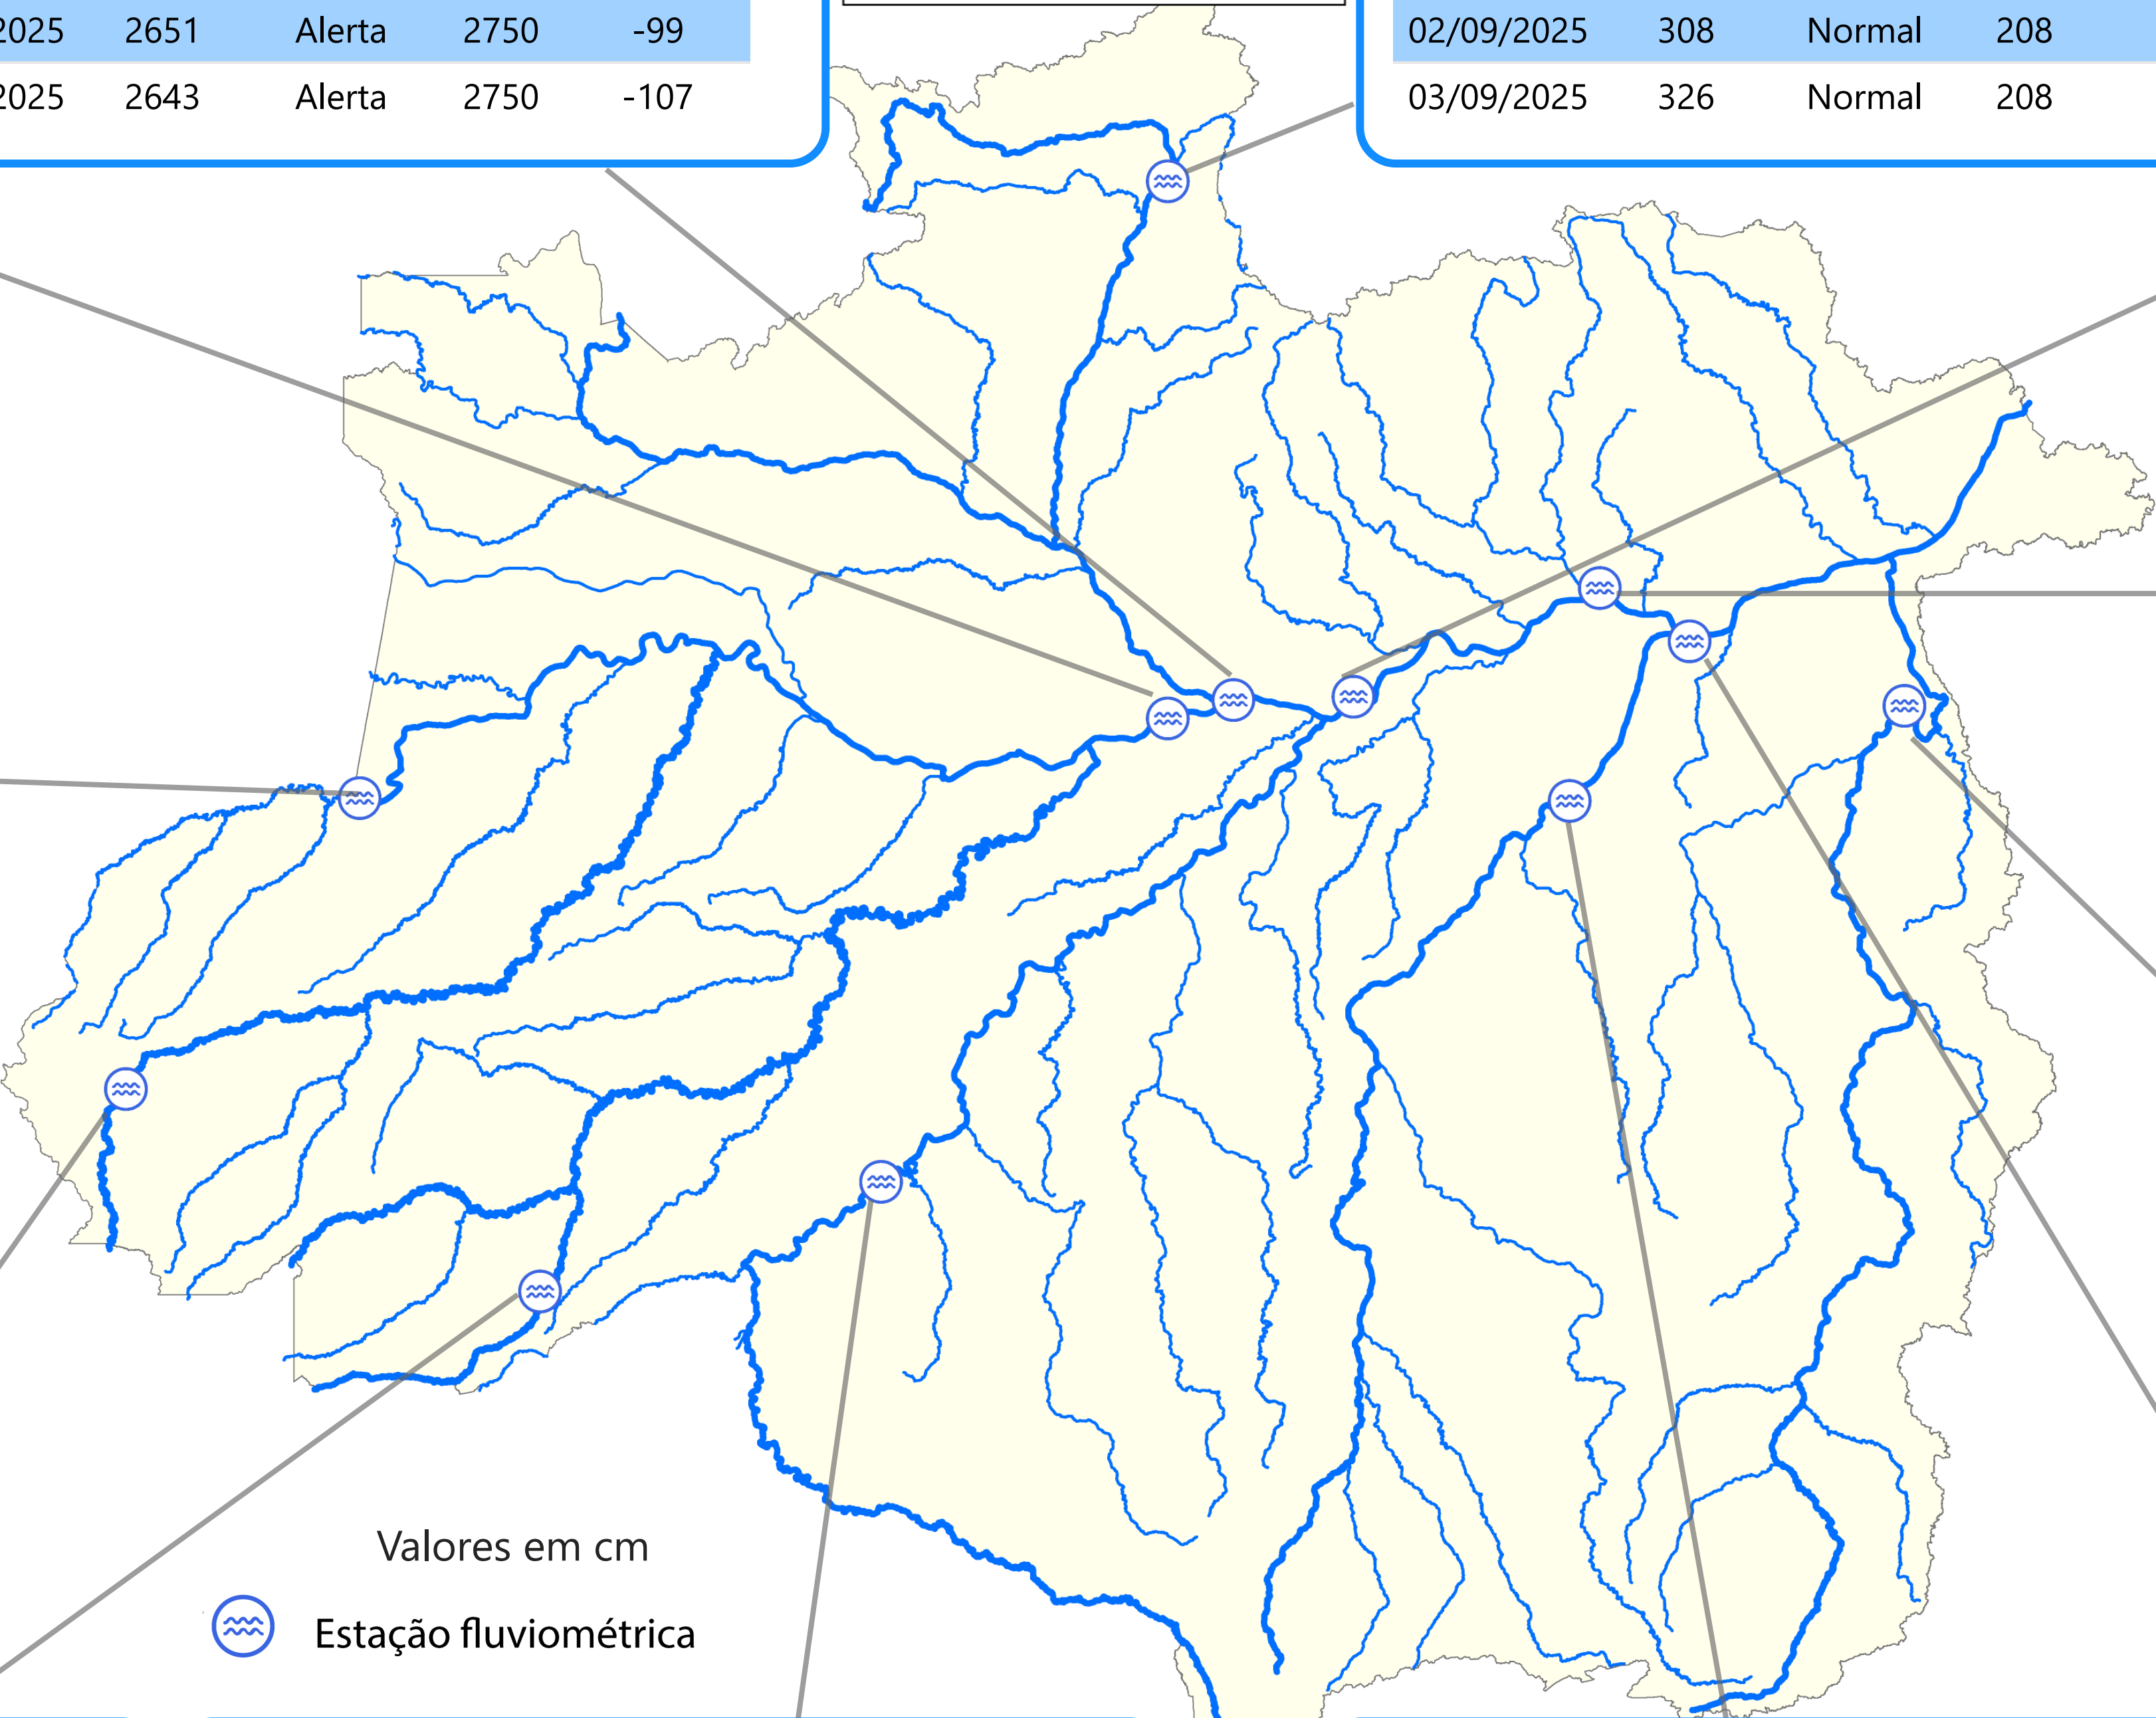 2025 2651 Alerta 2750 -99
2025 2643 Alerta 2750 -107
02/09/2025 308 Normal 208
03/09/2025 326 Normal 208
Valores em cm
Estação fluviométrica